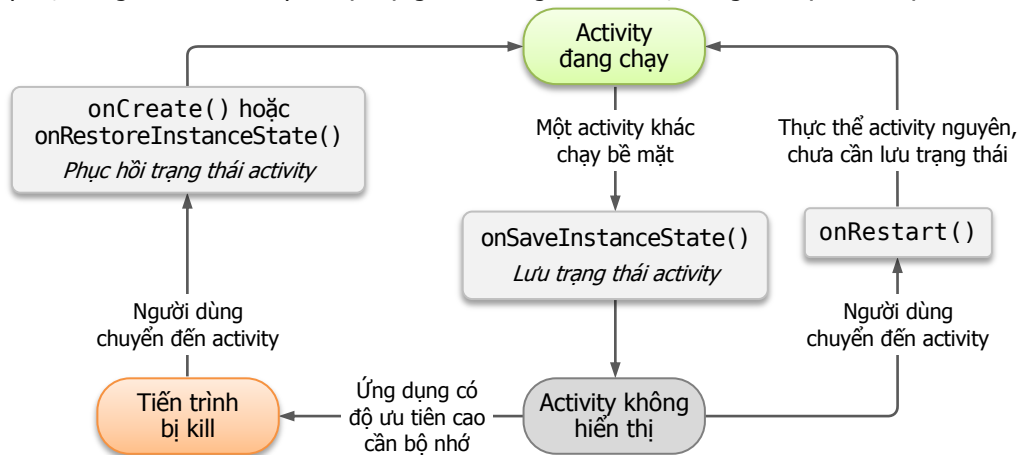 Activity
đang chạy
onCreate() hoặc
onRestoreInstanceState()
Phục hồi trạng thái activity
Một activity khác
chạy bề mặt
Thực thể activity nguyên,
chưa cần lưu trạng thái
onSaveInstanceState()
Lưu trạng thái activity
onRestart()
Người dùng
chuyển đến activity
Người dùng
chuyển đến activity
Tiến trình
bị kill
Ứng dụng có
độ ưu tiên cao
cần bộ nhớ
Activity không
hiển thị